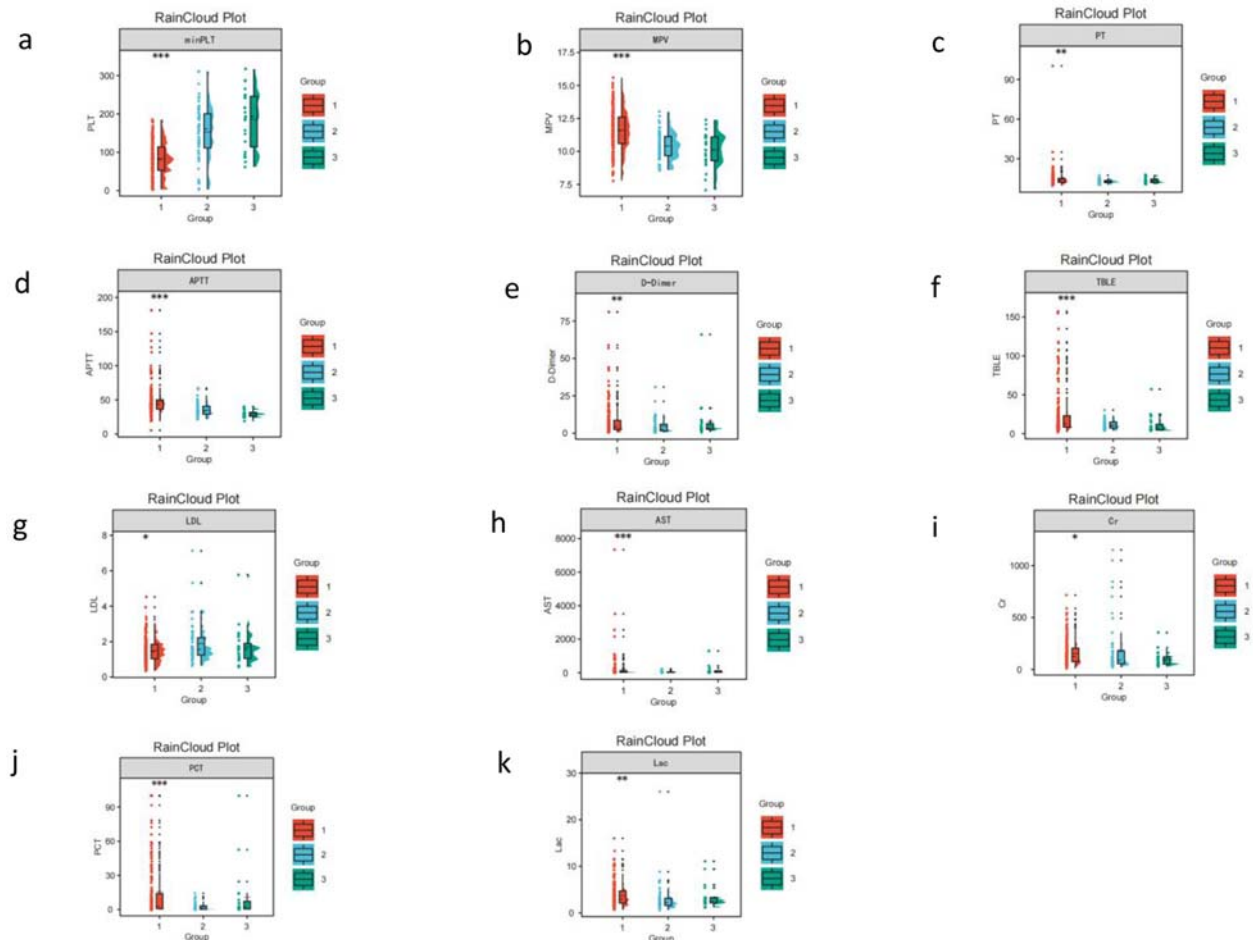 a
RainCloud Plot
minPLT
***
PLT
300
200
100
0
1 2 3
Group
Group
1
2
3
b
RainCloud Plot
MPV
***
MPV
17.5
15.0
12.5
10.0
7.5
1 2 3
Group
Group
1
2
3
c
RainCloud Plot
PT
**
PT
90
60
30
1 2 3
Group
Group
1
2
3
d
RainCloud Plot
APTT
***
APTT
200
150
100
50
0
1 2 3
Group
Group
1
2
3
e
RainCloud Plot
D-Dimer
**
D-Dimer
75
50
25
0
1 2 3
Group
Group
1
2
3
f
RainCloud Plot
TBLE
***
TBLE
150
100
50
0
1 2 3
Group
Group
1
2
3
g
RainCloud Plot
LDL
*
LDL
8
6
4
2
0
1 2 3
Group
Group
1
2
3
h
RainCloud Plot
AST
***
AST
8000
6000
4000
2000
0
1 2 3
Group
Group
1
2
3
i
RainCloud Plot
Cr
*
Cr
1000
500
0
1 2 3
Group
Group
1
2
3
j
RainCloud Plot
PCT
***
PCT
90
60
30
0
1 2 3
Group
Group
1
2
3
k
RainCloud Plot
Lac
**
Lac
30
20
10
0
1 2 3
Group
Group
1
2
3